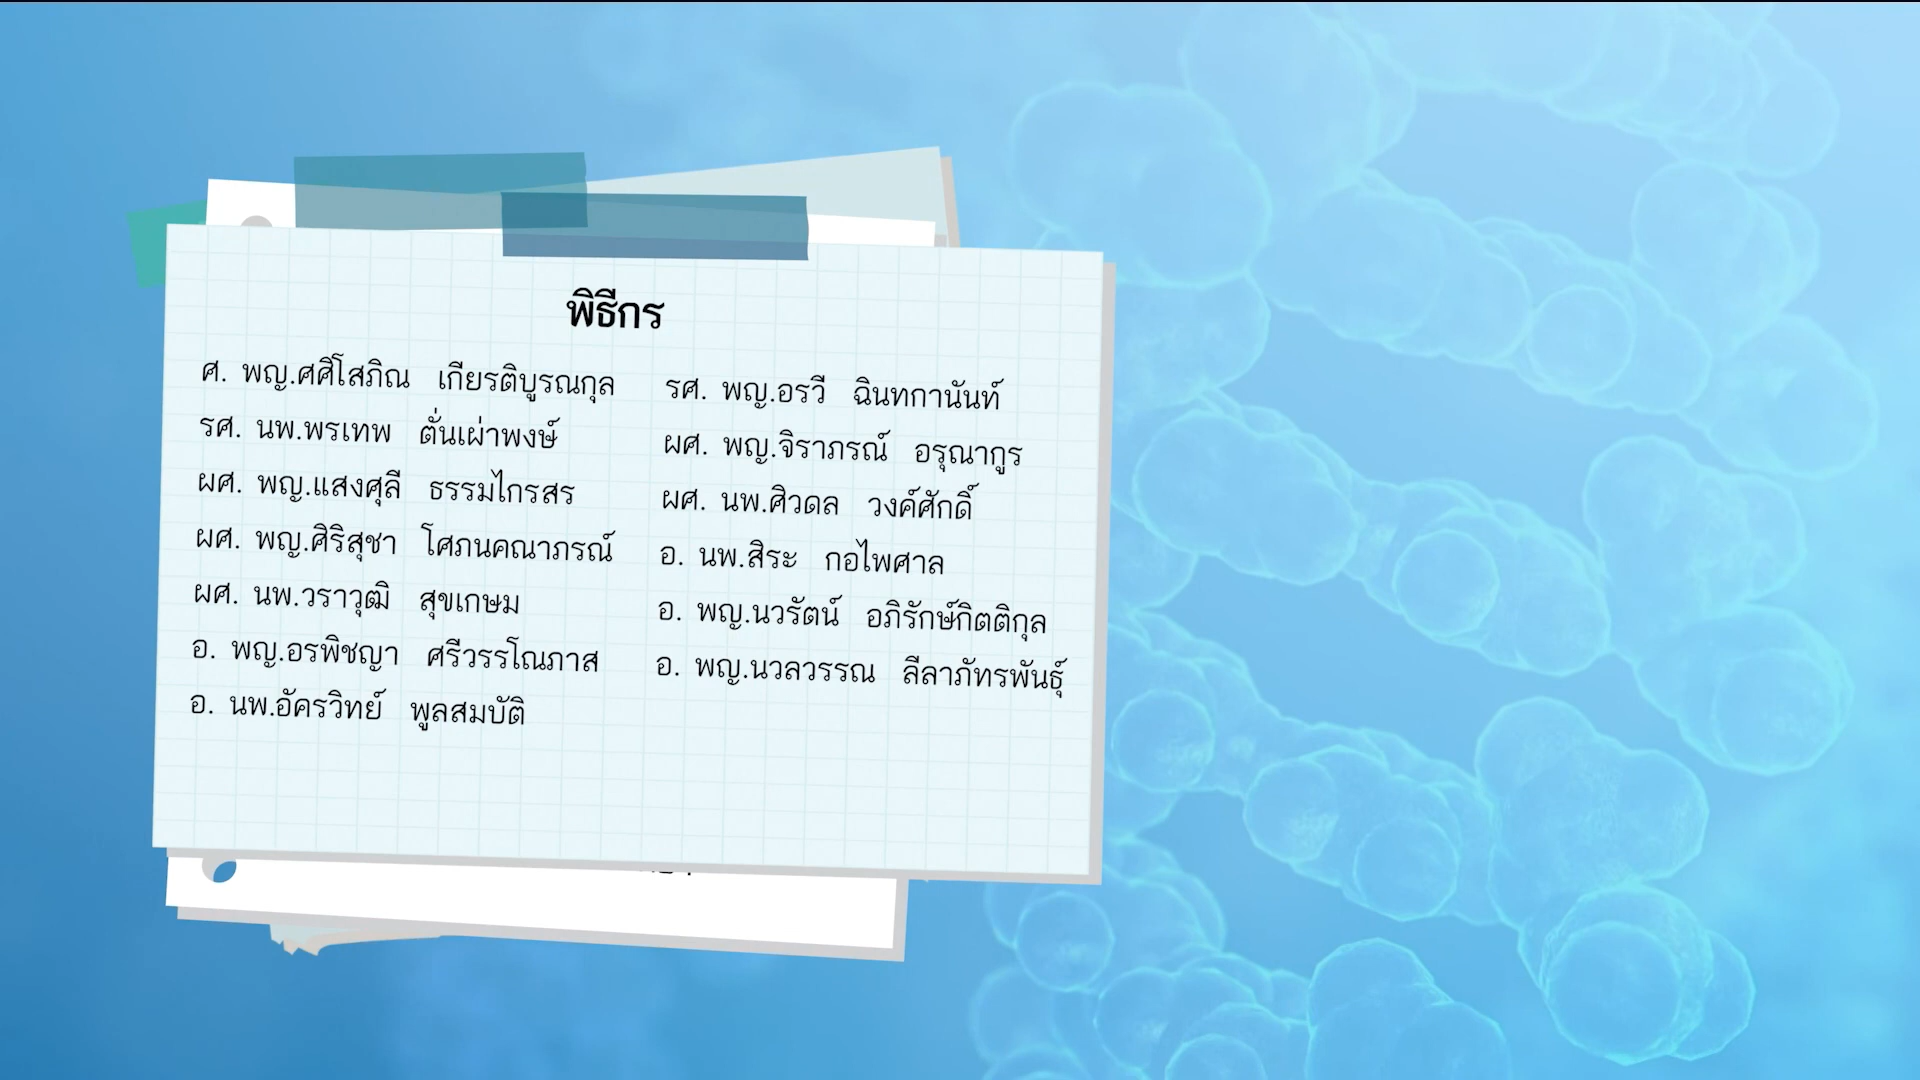 พิธีกร
ศ. พญ.ศศิโสภิณ เกียรติบูรณกุล
รศ. นพ.พรเทพ ตั่นเผ่าพงษ์
ผศ. พญ.แสงศุลี ธรรมไกรสร
ผศ. พญ.ศิริสุชา โศภนคณาภรณ์
ผศ. นพ.วราวุฒิ สุขเกษม
อ. พญ.อรพิชญา ศรีวรรโณภาส
อ. นพ.อัครวิทย์ พูลสมบัติ
รศ. พญ.อรวี ฉินทกานันท์
ผศ. พญ.จิราภรณ์ อรุณากูร
ผศ. นพ.ศิวดล วงค์ศักดิ์
อ. นพ.สิระ กอไพศาล
อ. พญ.นวรัตน์ อภิรักษ์กิตติกุล
อ. พญ.นวลวรรณ ลีลาภัทรพันธุ์